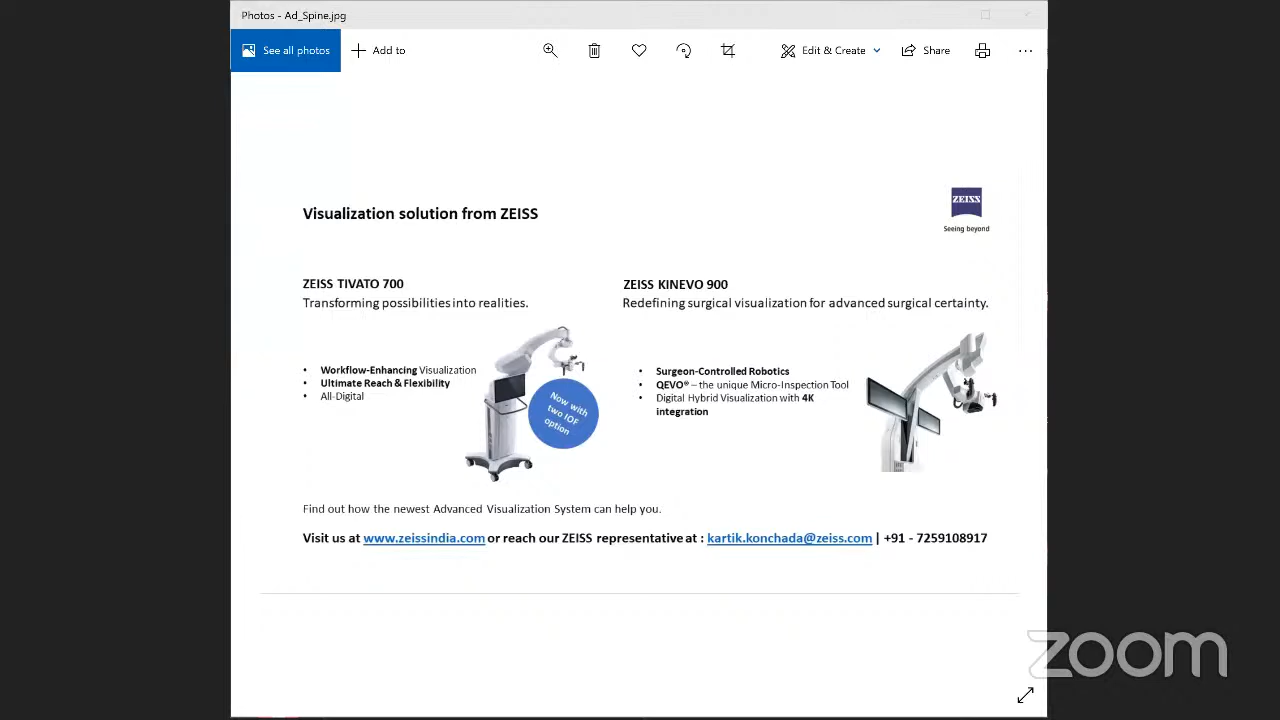 Photos - Ad_Spine.jpg
See all photos
Add to
Edit & Create
Share
ZEISS
Seeing beyond
Visualization solution from ZEISS
ZEISS TIVATO 700
Transforming possibilities into realities.
• Workflow-Enhancing Visualization
• Ultimate Reach & Flexibility
• All-Digital
Now with
two IOF
option
ZEISS KINEVO 900
Redefining surgical visualization for advanced surgical certainty.
• Surgeon-Controlled Robotics
• QEVO® – the unique Micro-Inspection Tool
• Digital Hybrid Visualization with 4K
integration
Find out how the newest Advanced Visualization System can help you.
Visit us at www.zeissindia.com or reach our ZEISS representative at : kartik.konchada@zeiss.com | +91 - 7259108917
zoom